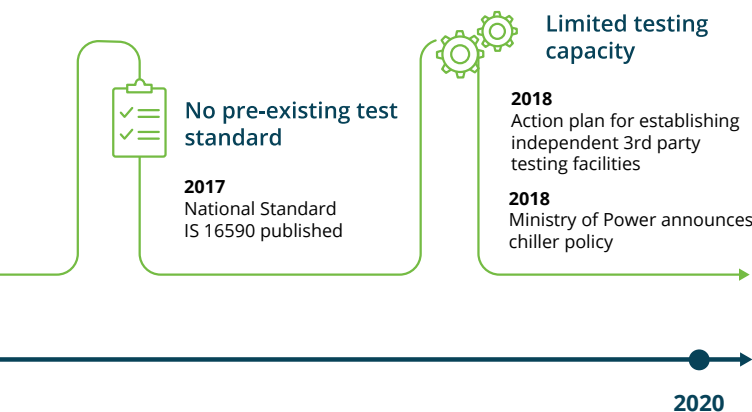 No pre-existing test
standard
2017
National Standard
IS 16590 published
Limited testing
capacity
2018
Action plan for establishing
independent 3rd party
testing facilities
2018
Ministry of Power announces
chiller policy
2020